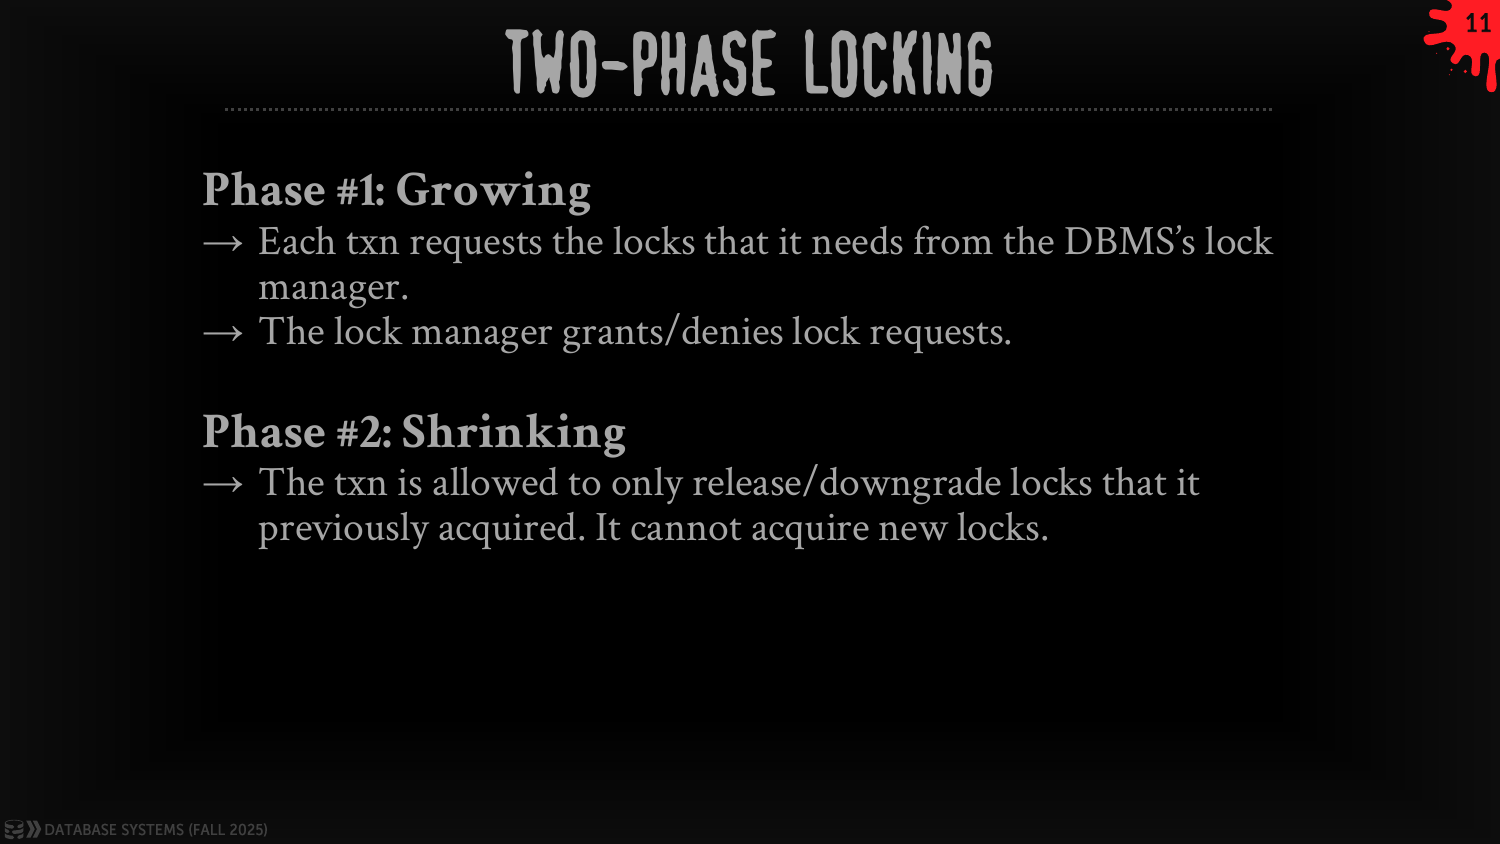 11
TWO-PHASE LOCKING
Phase #1: Growing
→ Each txn requests the locks that it needs from the DBMS’s lock
manager.
→ The lock manager grants/denies lock requests.
Phase #2: Shrinking
→ The txn is allowed to only release/downgrade locks that it
previously acquired. It cannot acquire new locks.
DATABASE SYSTEMS (FALL 2025)